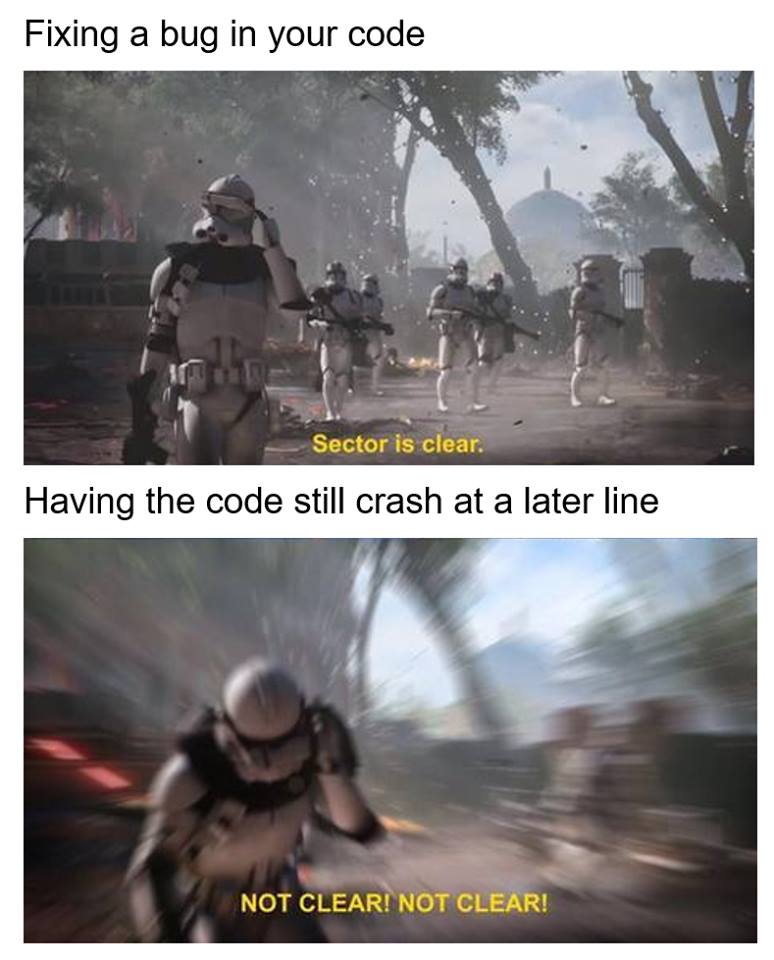 Fixing a bug in your code
Sector is clear.
Having the code still crash at a later line
NOT CLEAR! NOT CLEAR!